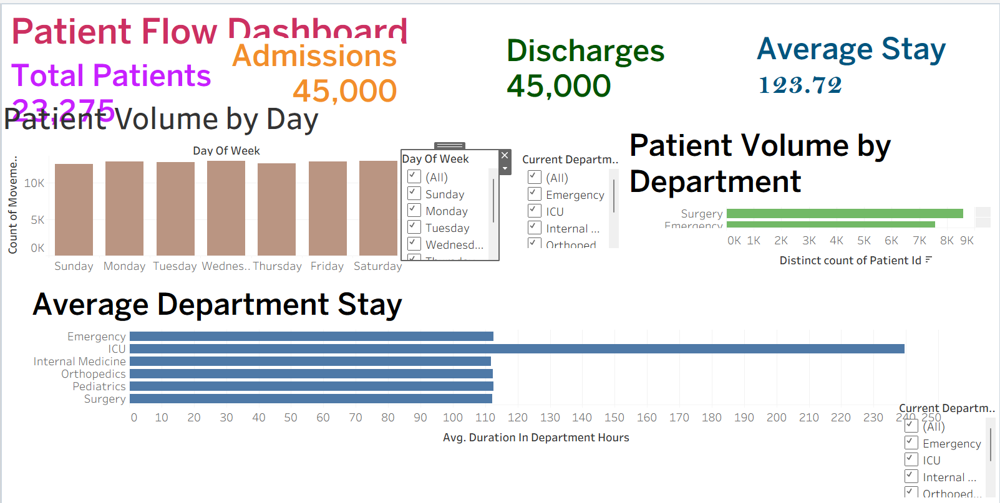 Patient Flow Dashboard
Total Patients
23,275
Admissions
45,000
Discharges
45,000
Average Stay
123.72
Patient Volume by Day
Day Of Week
Count of Moveme..
10K
5K
0K
Sunday Monday Tuesday Wednes.. Thursday Friday Saturday
Day Of Week
(All)
Sunday
Monday
Tuesday
Wednesd...
Current Departm..
(All)
Emergency
ICU
Internal ...
Orthoped
Patient Volume by
Department
Surgery
Emergency
0K 1K 2K 3K 4K 5K 6K 7K 8K 9K
Distinct count of Patient Id
Average Department Stay
Emergency
ICU
Internal Medicine
Orthopedics
Pediatrics
Surgery
0 10 20 30 40 50 60 70 80 90 100 110 120 130 140 150 160 170 180 190 200 210 220 230 240 250
Avg. Duration In Department Hours
Current Departm..
(All)
Emergency
ICU
Internal ...
Orthoped...